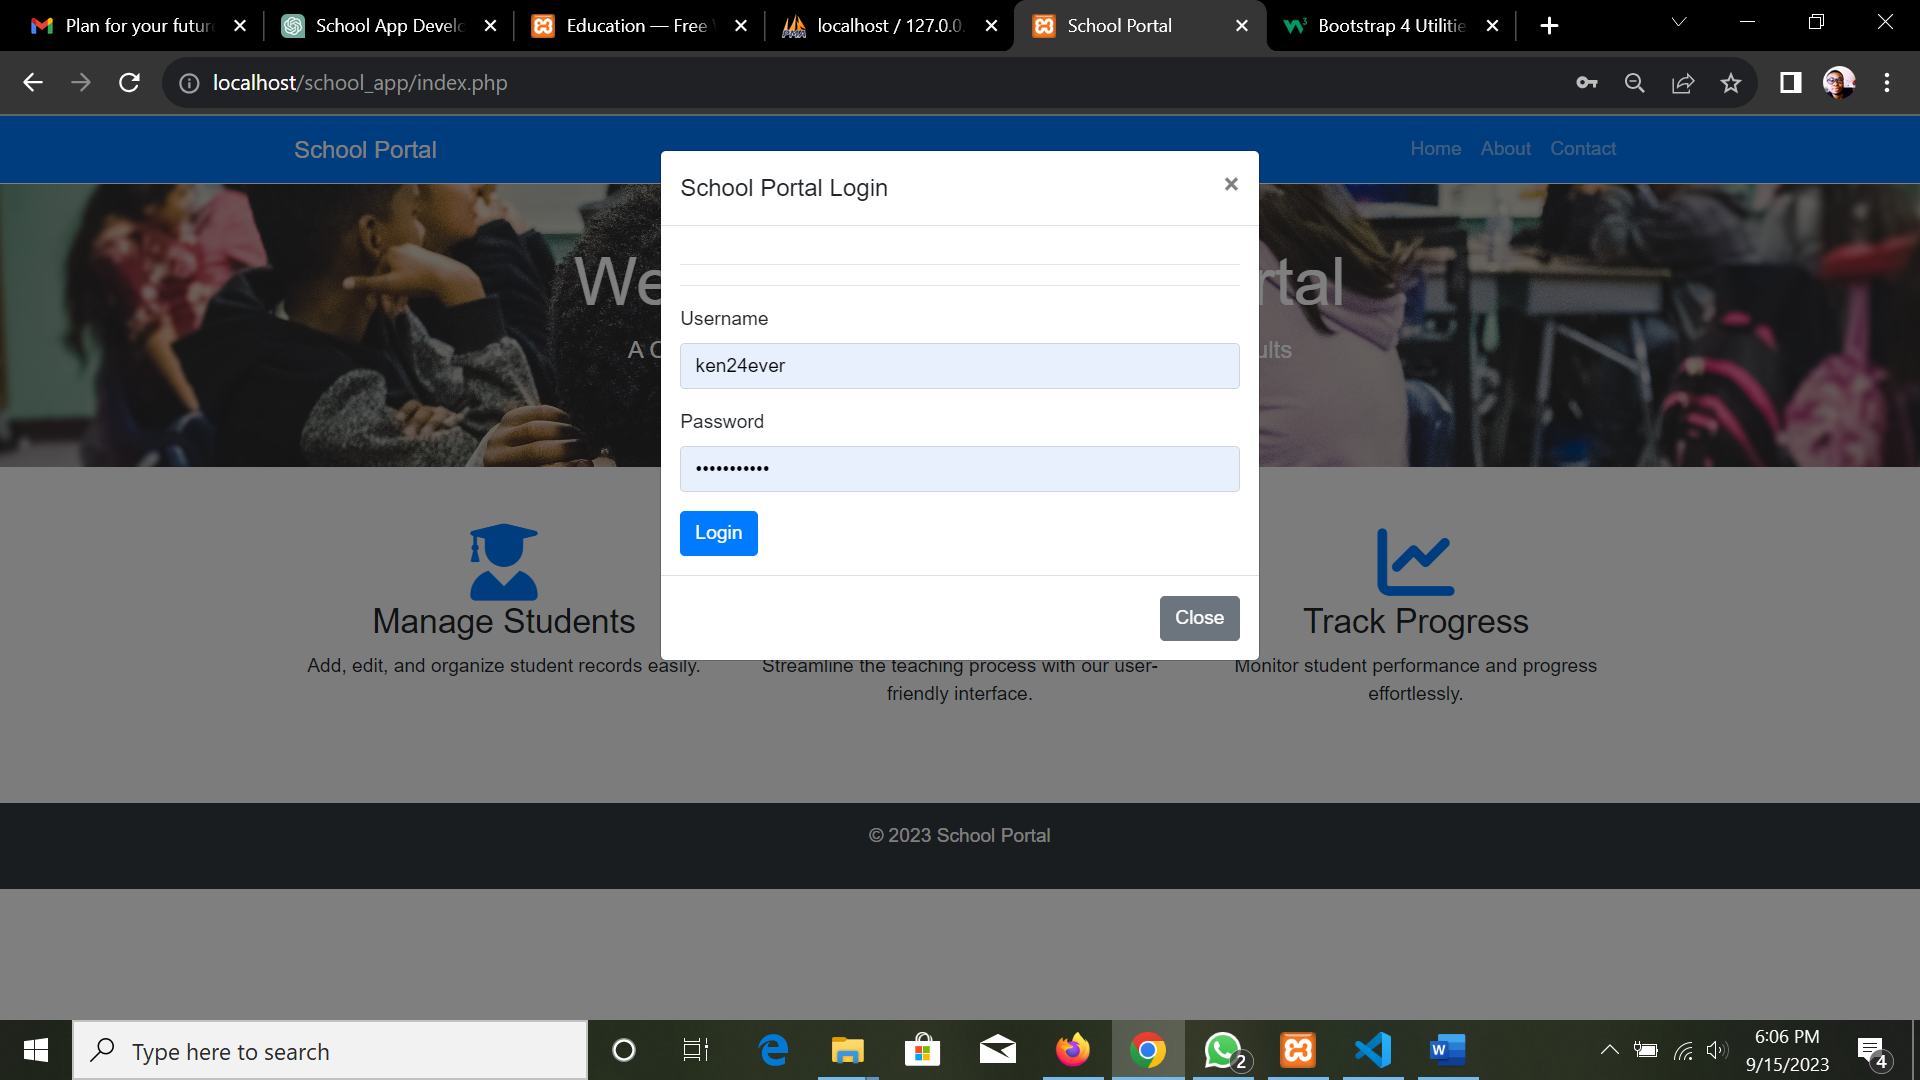 Plan for your futur
School App Develo
Education — Free
localhost / 127.0.0.
School Portal
Bootstrap 4 Utilitie
localhost/school_app/index.php
School Portal
Home About Contact
School Portal Login
×
We
rtal
A C
ults
Username
ken24ever
Password
•••••••••••
Login
Close
Manage Students
Add, edit, and organize student records easily.
Streamline the teaching process with our user-
friendly interface.
Track Progress
Monitor student performance and progress
effortlessly.
© 2023 School Portal
Type here to search
2
6:06 PM
9/15/2023
4